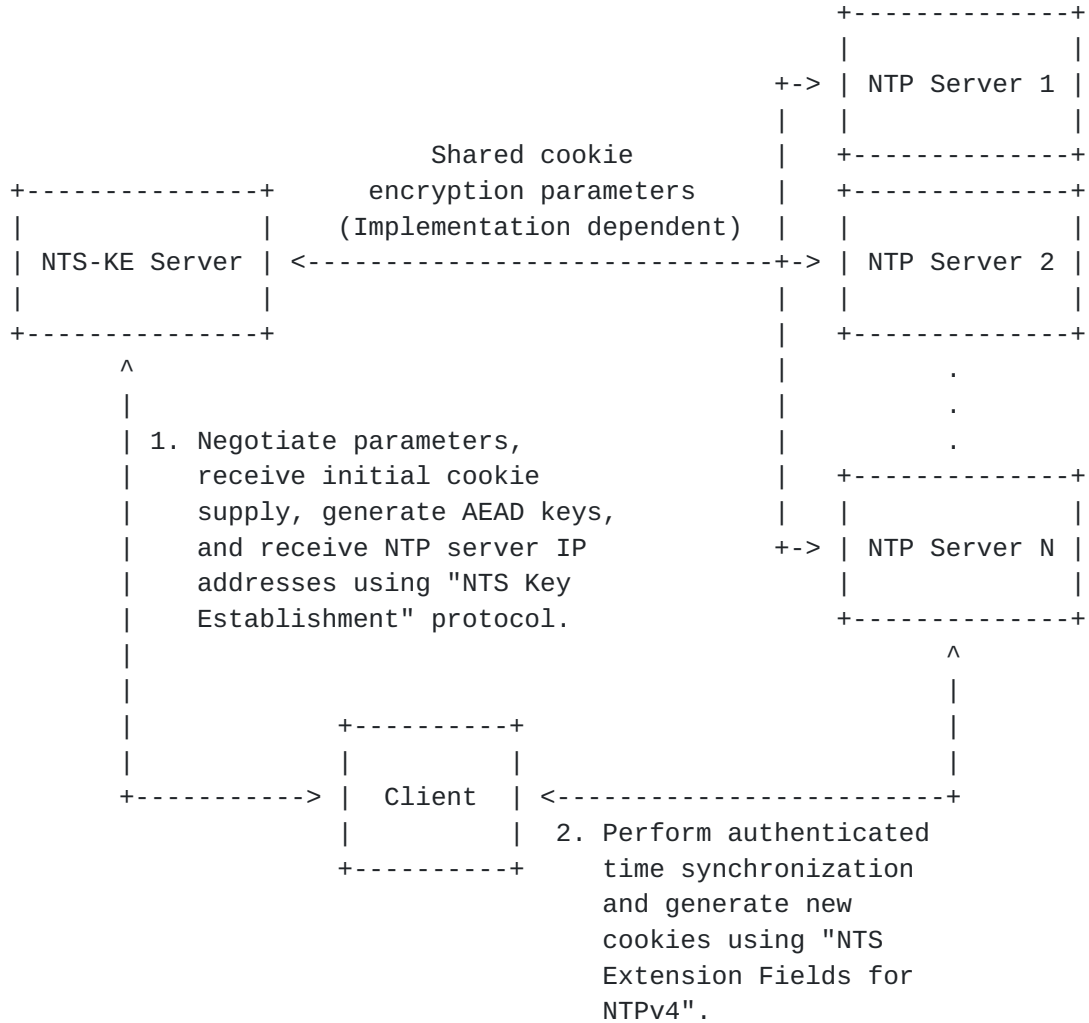 NTP Server 1
Shared cookie
encryption parameters
(Implementation dependent)
NTS-KE Server
NTP Server 2
.
.
.
1. Negotiate parameters,
receive initial cookie
supply, generate AEAD keys,
and receive NTP server IP
addresses using "NTS Key
Establishment" protocol.
NTP Server N
Client
2. Perform authenticated
time synchronization
and generate new
cookies using "NTS
Extension Fields for
NTPv4".